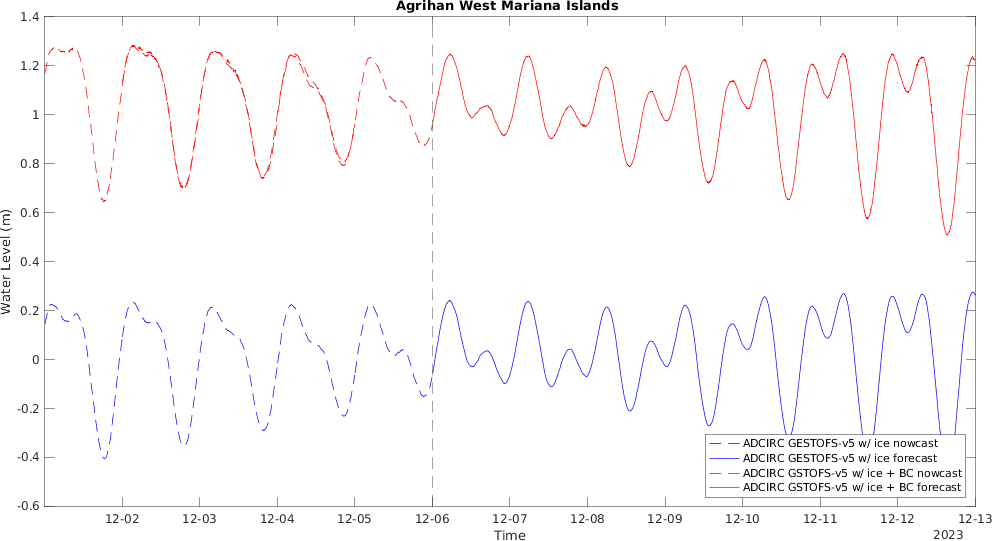 Agrihan West Mariana Islands
1.4
1.2
1
0.8
0.6
0.4
0.2
0
-0.2
-0.4
-0.6
Water Level (m)
ADCIRC GESTOFS-v5 w/ ice nowcast
ADCIRC GESTOFS-v5 w/ ice forecast
ADCIRC GSTOFS-v5 w/ ice + BC nowcast
ADCIRC GSTOFS-v5 w/ ice + BC forecast
12-02 12-03 12-04 12-05 12-06 12-07 12-08 12-09 12-10 12-11 12-12 12-13
Time
2023